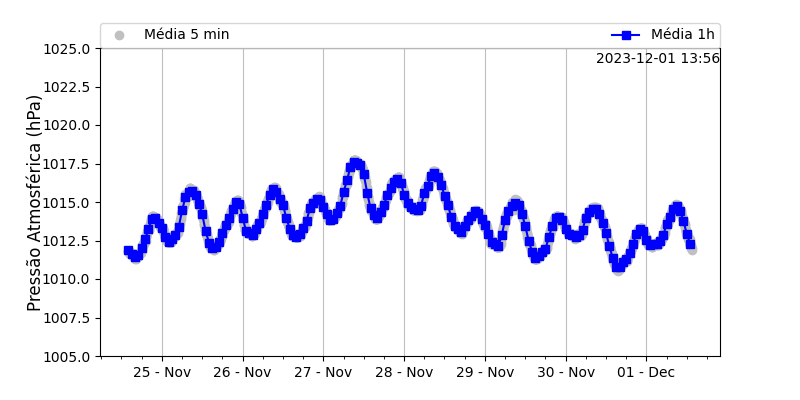 Média 5 min
Média 1h
2023-12-01 13:56
Pressão Atmosférica (hPa)
1025.0
1022.5
1020.0
1017.5
1015.0
1012.5
1010.0
1007.5
1005.0
25 - Nov
26 - Nov
27 - Nov
28 - Nov
29 - Nov
30 - Nov
01 - Dec